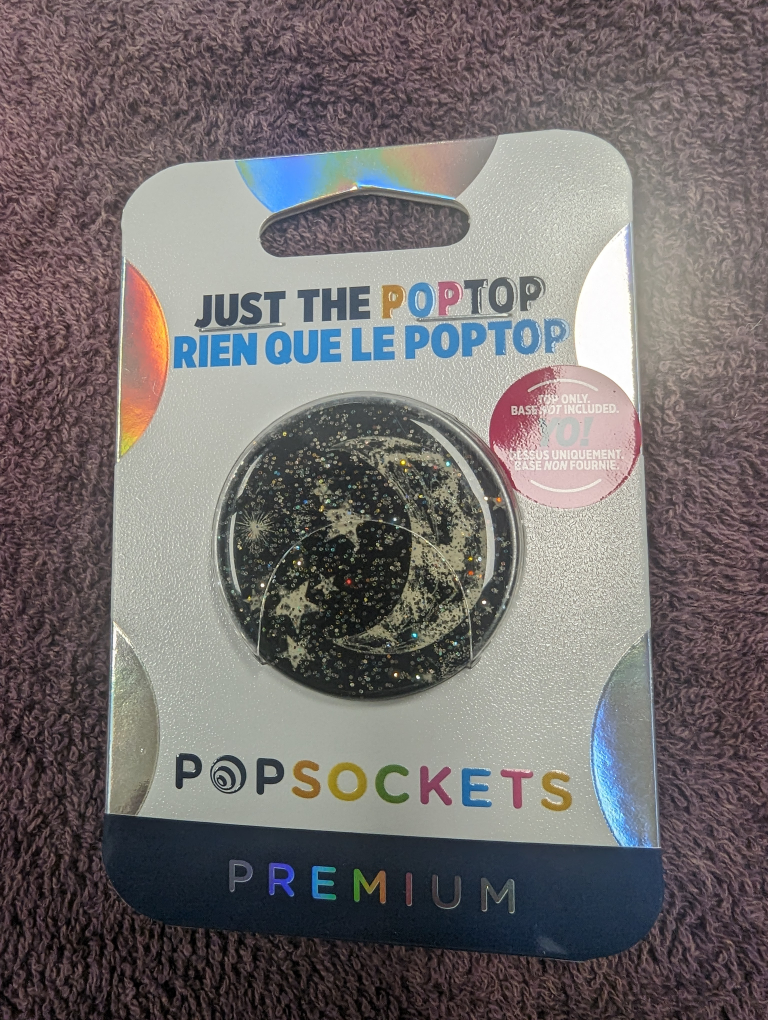 JUST THE POPTOP
RIEN QUE LE POPTOP
TOP ONLY.
BASE NOT INCLUDED.
YO!
DESSUS UNIQUEMENT.
BASE NON FOURNIE.
POPSOCKETS
PREMIUM